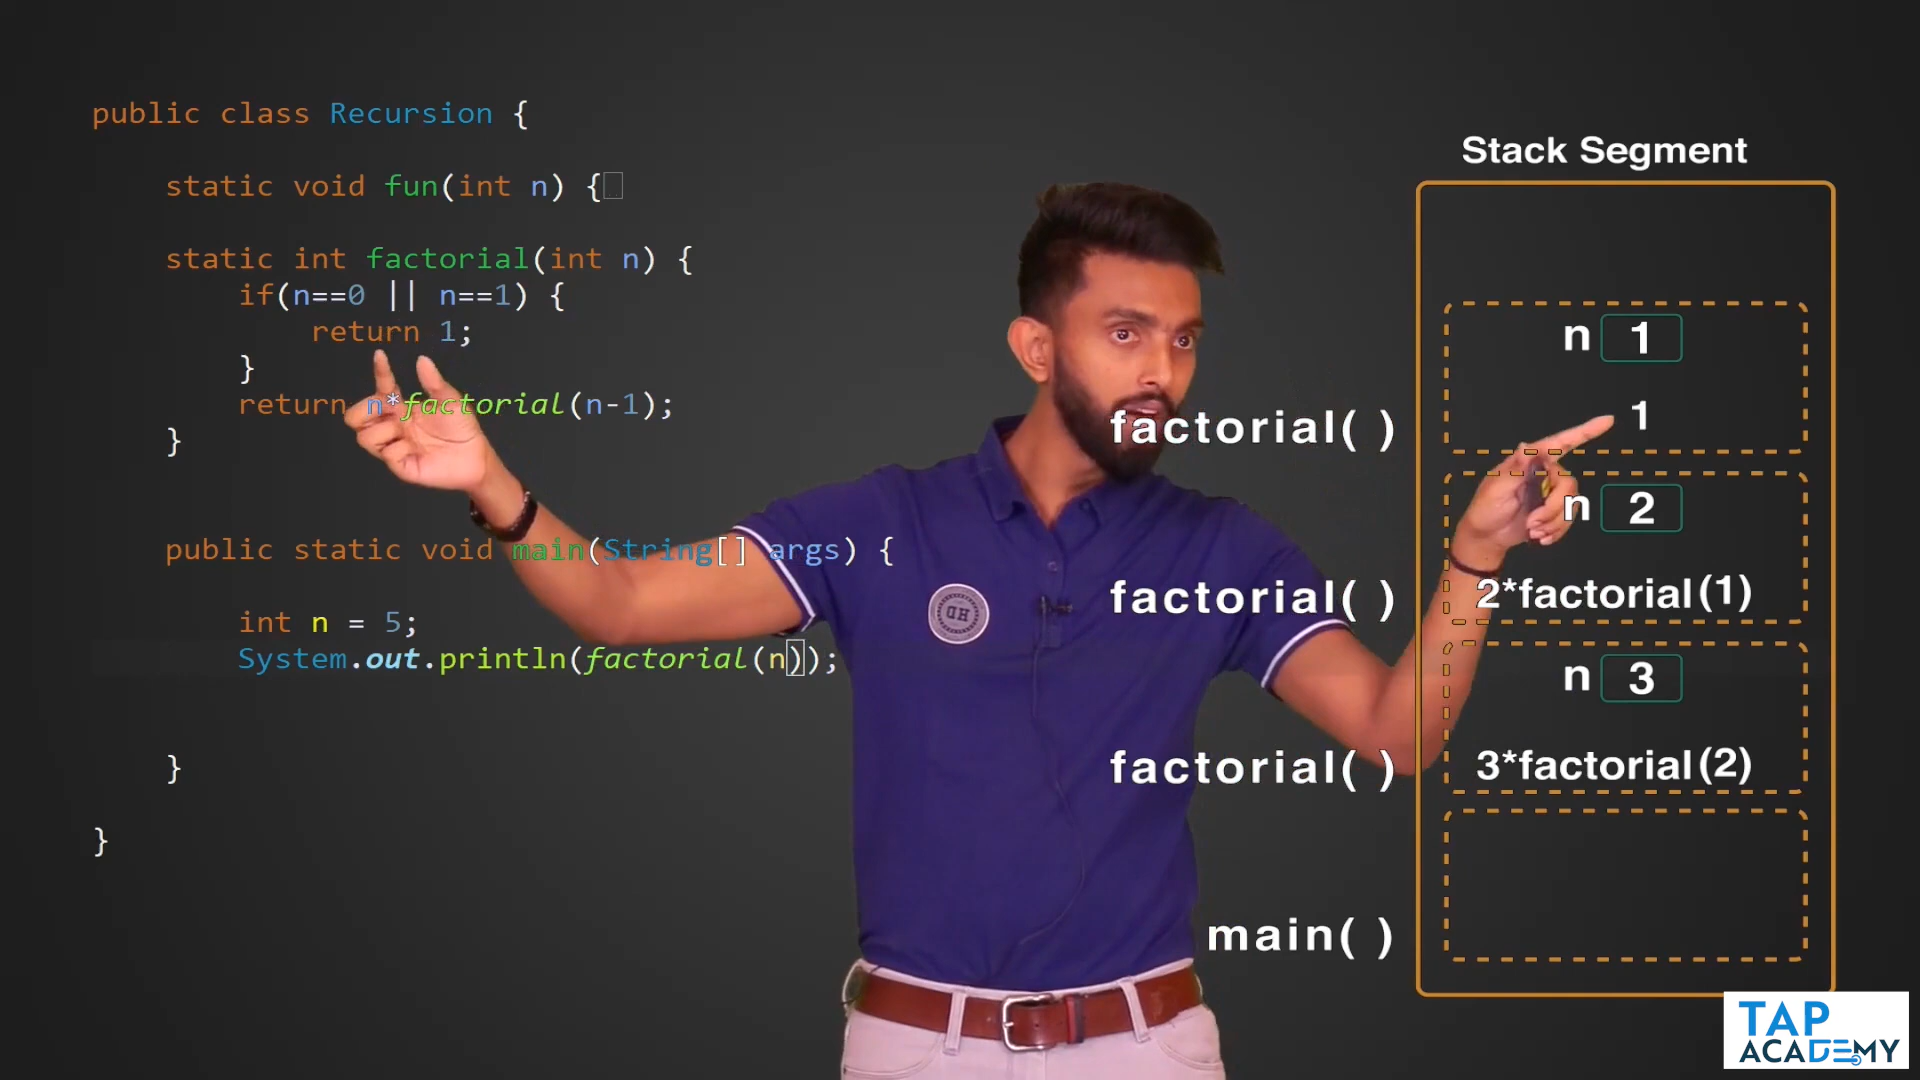 public class Recursion {
static void fun(int n) {
static int factorial(int n) {
if(n==0 || n==1) {
return 1;
}
return n*factorial(n-1);
}
public static void main(String[] args) {
int n = 5;
System.out.println(factorial(n));
}
}
HD
Stack Segment
n 1
1
factorial( )
n 2
factorial( ) 2*factorial(1)
n 3
factorial( ) 3*factorial(2)
main( )
TAP
ACADEMY